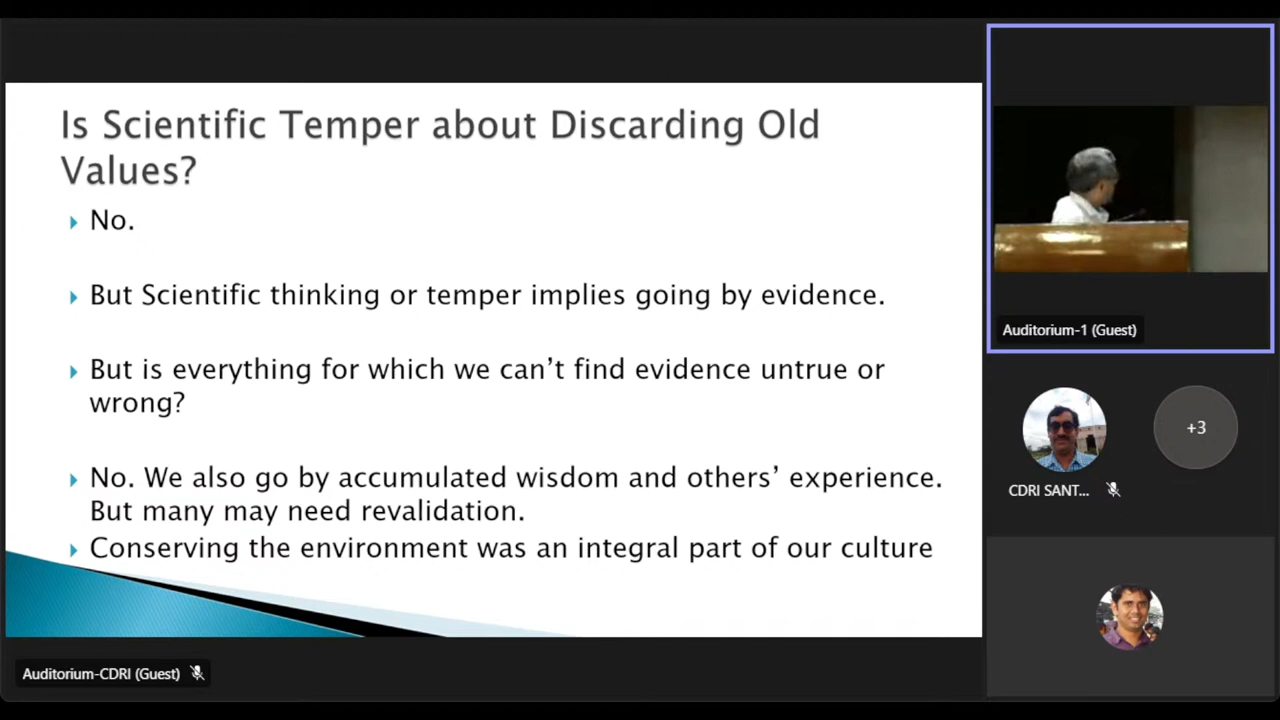 Is Scientific Temper about Discarding Old
Values?
No.
But Scientific thinking or temper implies going by evidence.
But is everything for which we can't find evidence untrue or
wrong?
No. We also go by accumulated wisdom and others' experience.
But many may need revalidation.
Conserving the environment was an integral part of our culture
Auditorium-CDRI (Guest)
Auditorium-1 (Guest)
+3
CDRI SANT...